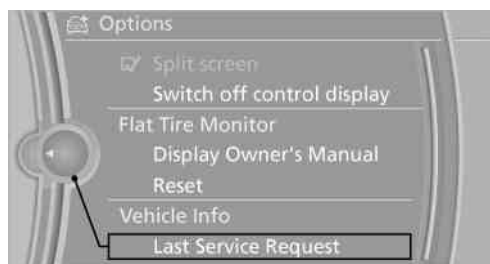 Options
Split screen
Switch off control display
Flat Tire Monitor
Display Owner's Manual
Reset
Vehicle Info
Last Service Request